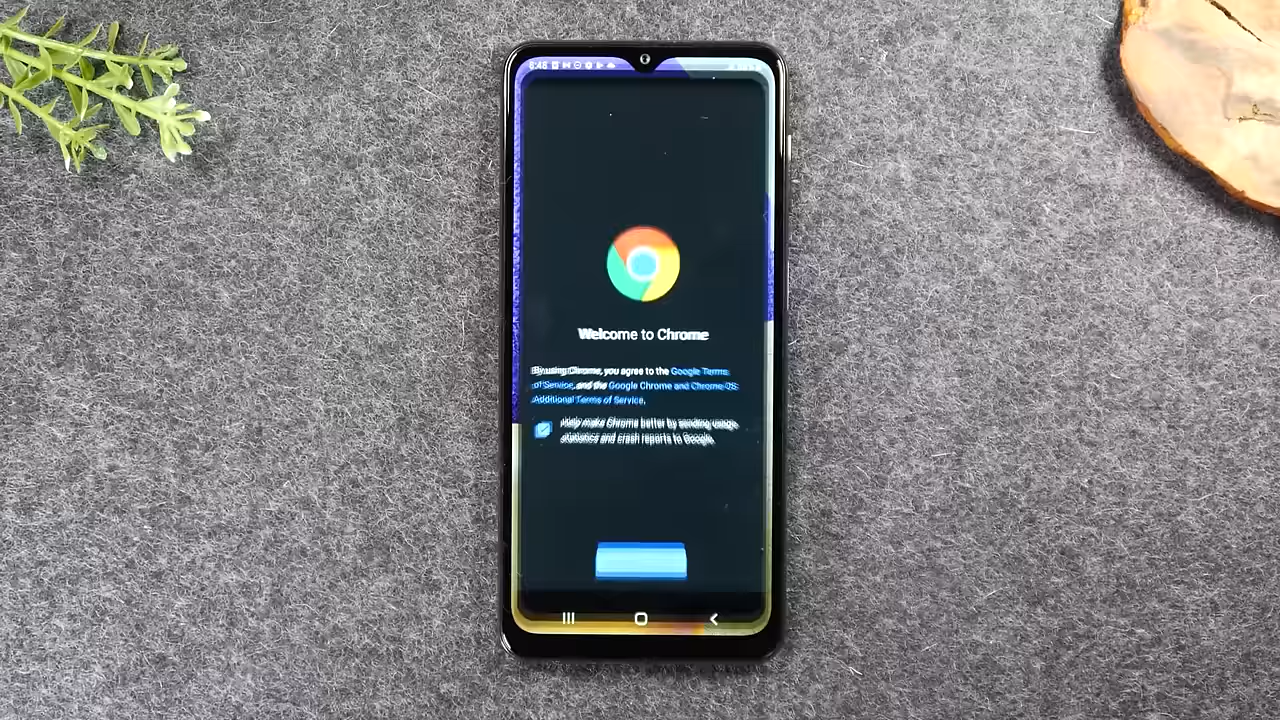 6:46
Welcome to Chrome
By using Chrome, you agree to the Google Terms
of Service, and the Google Chrome and Chrome OS
Additional Terms of Service.
Help make Chrome better by sending usage
statistics and crash reports to Google.